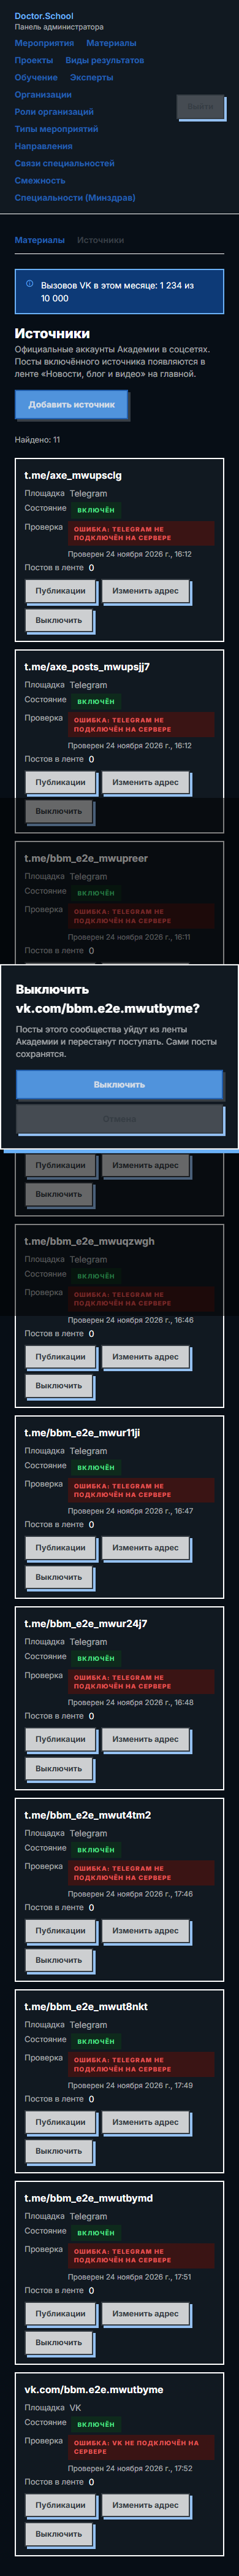 Doctor.School
Панель администратора
Мероприятия Материалы
Проекты Виды результатов
Обучение Эксперты
Организации
Выйти
Роли организаций
Типы мероприятий
Направления
Связи специальностей
Смежность
Специальности (Минздрав)
Материалы Источники
Вызовов VK в этом месяце: 1 234 из
10 000
Источники
Официальные аккаунты Академии в соцсетях.
Посты включённого источника появляются в
ленте «Новости, блог и видео» на главной.
Добавить источник
Найдено: 11
t.me/axe_mwupsclg
Площадка Telegram
Состояние ВКЛЮЧЁН
Проверка ОШИБКА: TELEGRAM НЕ
ПОДКЛЮЧЁН НА СЕРВЕРЕ
Проверен 24 ноября 2026 г., 16:12
Постов в ленте 0
Публикации Изменить адрес
Выключить
t.me/axe_posts_mwupsjj7
Площадка Telegram
Состояние ВКЛЮЧЁН
Проверка ОШИБКА: TELEGRAM НЕ
ПОДКЛЮЧЁН НА СЕРВЕРЕ
Проверен 24 ноября 2026 г., 16:12
Постов в ленте 0
Публикации Изменить адрес
Выключить
t.me/bbm_e2e_mwupreer
Площадка Telegram
Состояние ВКЛЮЧЁН
Проверка ОШИБКА: TELEGRAM НЕ
ПОДКЛЮЧЁН НА СЕРВЕРЕ
Проверен 24 ноября 2026 г., 16:11
Постов в ленте 0
Выключить
vk.com/bbm.e2e.mwutbyme?
Посты этого сообщества уйдут из ленты
Академии и перестанут поступать. Сами посты
сохранятся.
Выключить
Отмена
Публикации Изменить адрес
Выключить
t.me/bbm_e2e_mwuqzwgh
Площадка Telegram
Состояние ВКЛЮЧЁН
Проверка ОШИБКА: TELEGRAM НЕ
ПОДКЛЮЧЁН НА СЕРВЕРЕ
Проверен 24 ноября 2026 г., 16:46
Постов в ленте 0
Публикации Изменить адрес
Выключить
t.me/bbm_e2e_mwur11ji
Площадка Telegram
Состояние ВКЛЮЧЁН
Проверка ОШИБКА: TELEGRAM НЕ
ПОДКЛЮЧЁН НА СЕРВЕРЕ
Проверен 24 ноября 2026 г., 16:47
Постов в ленте 0
Публикации Изменить адрес
Выключить
t.me/bbm_e2e_mwur24j7
Площадка Telegram
Состояние ВКЛЮЧЁН
Проверка ОШИБКА: TELEGRAM НЕ
ПОДКЛЮЧЁН НА СЕРВЕРЕ
Проверен 24 ноября 2026 г., 16:48
Постов в ленте 0
Публикации Изменить адрес
Выключить
t.me/bbm_e2e_mwut4tm2
Площадка Telegram
Состояние ВКЛЮЧЁН
Проверка ОШИБКА: TELEGRAM НЕ
ПОДКЛЮЧЁН НА СЕРВЕРЕ
Проверен 24 ноября 2026 г., 17:46
Постов в ленте 0
Публикации Изменить адрес
Выключить
t.me/bbm_e2e_mwut8nkt
Площадка Telegram
Состояние ВКЛЮЧЁН
Проверка ОШИБКА: TELEGRAM НЕ
ПОДКЛЮЧЁН НА СЕРВЕРЕ
Проверен 24 ноября 2026 г., 17:49
Постов в ленте 0
Публикации Изменить адрес
Выключить
t.me/bbm_e2e_mwutbymd
Площадка Telegram
Состояние ВКЛЮЧЁН
Проверка ОШИБКА: TELEGRAM НЕ
ПОДКЛЮЧЁН НА СЕРВЕРЕ
Проверен 24 ноября 2026 г., 17:51
Постов в ленте 0
Публикации Изменить адрес
Выключить
vk.com/bbm.e2e.mwutbyme
Площадка VK
Состояние ВКЛЮЧЁН
Проверка ОШИБКА: VK НЕ ПОДКЛЮЧЁН НА
СЕРВЕРЕ
Проверен 24 ноября 2026 г., 17:52
Постов в ленте 0
Публикации Изменить адрес
Выключить